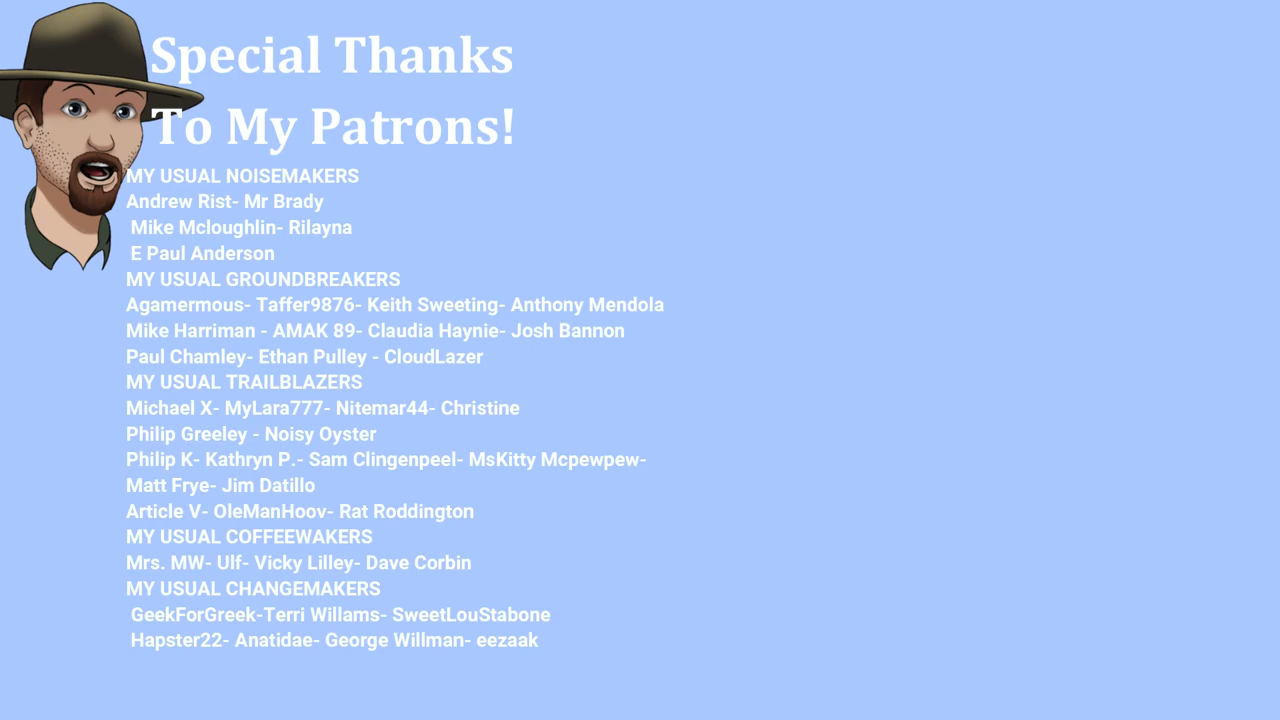 Special Thanks
To My Patrons!
MY USUAL NOISEMAKERS
Andrew Rist- Mr Brady
Mike Mcloughlin- Rilayna
E Paul Anderson
MY USUAL GROUNDBREAKERS
Agamermous- Taffer9876- Keith Sweeting- Anthony Mendola
Mike Harriman - AMAK 89- Claudia Haynie- Josh Bannon
Paul Chamley- Ethan Pulley - CloudLazer
MY USUAL TRAILBLAZERS
Michael X- MyLara777- Nitemar44- Christine
Philip Greeley - Noisy Oyster
Philip K- Kathryn P.- Sam Clingenpeel- MsKitty Mcpewpew-
Matt Frye- Jim Datillo
Article V- OleManHoov- Rat Roddington
MY USUAL COFFEEWAKERS
Mrs. MW- Ulf- Vicky Lilley- Dave Corbin
MY USUAL CHANGEMAKERS
GeekForGreek-Terri Willams- SweetLouStabone
Hapster22- Anatidae- George Willman- eezaak